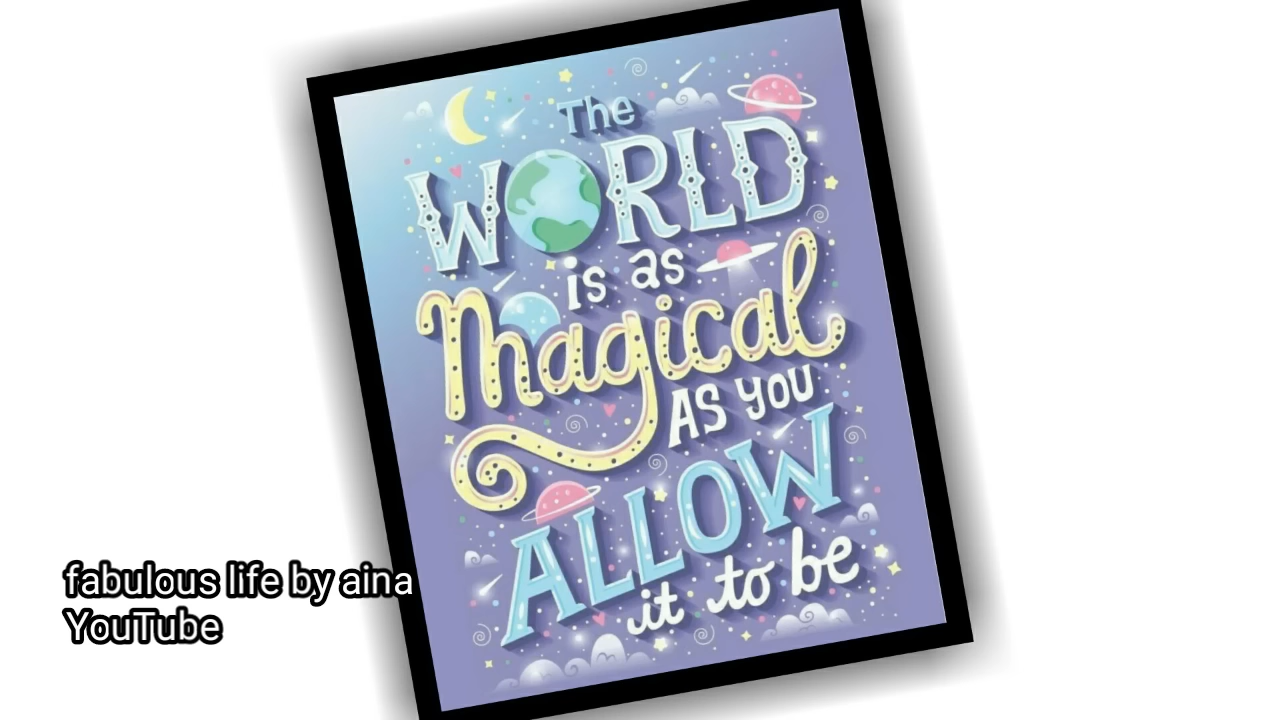 The
WORLD
is as
Magical
AS YOU
ALLOW
it to be
fabulous life by aina
YouTube